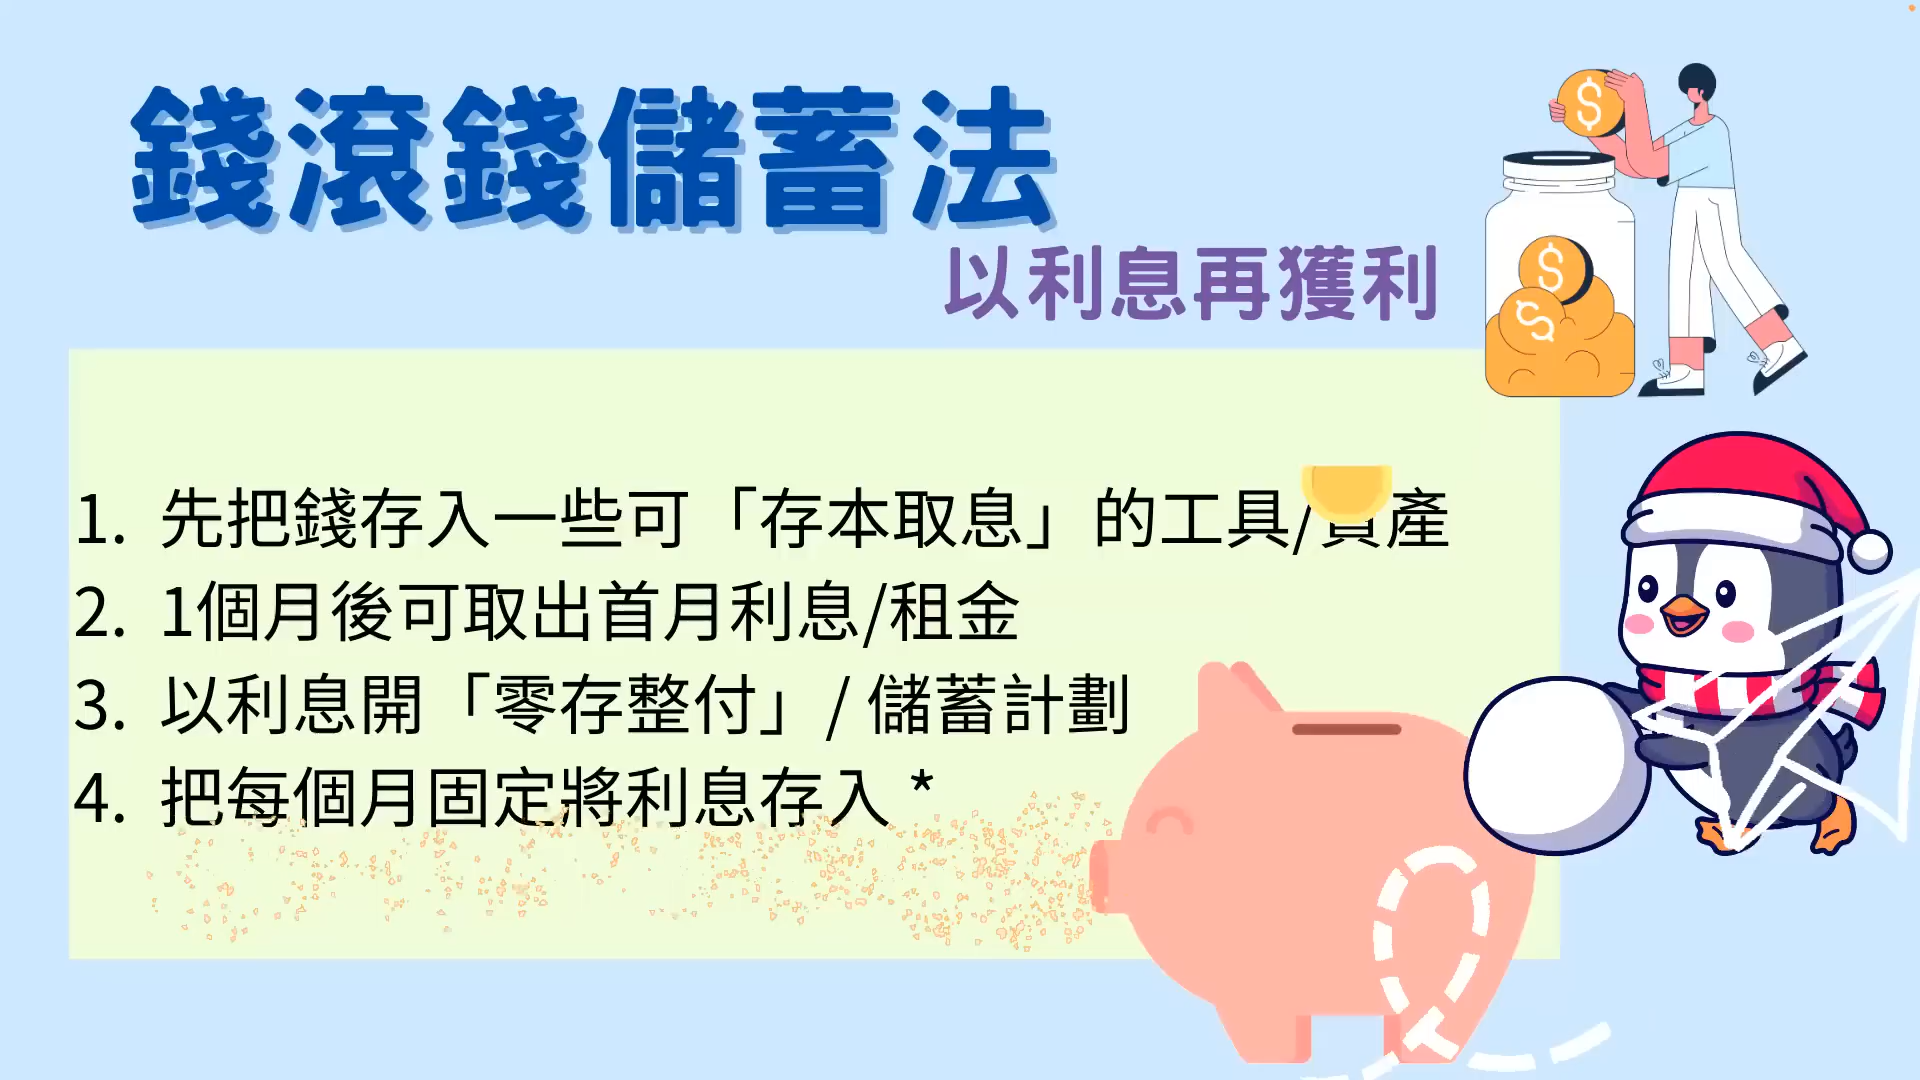 錢滾錢儲蓄法
以利息再獲利
1. 先把錢存入一些可「存本取息」的工具/資產
2. 1個月後可取出首月利息/租金
3. 以利息開「零存整付」/ 儲蓄計劃
4. 把每個月固定將利息存入 *